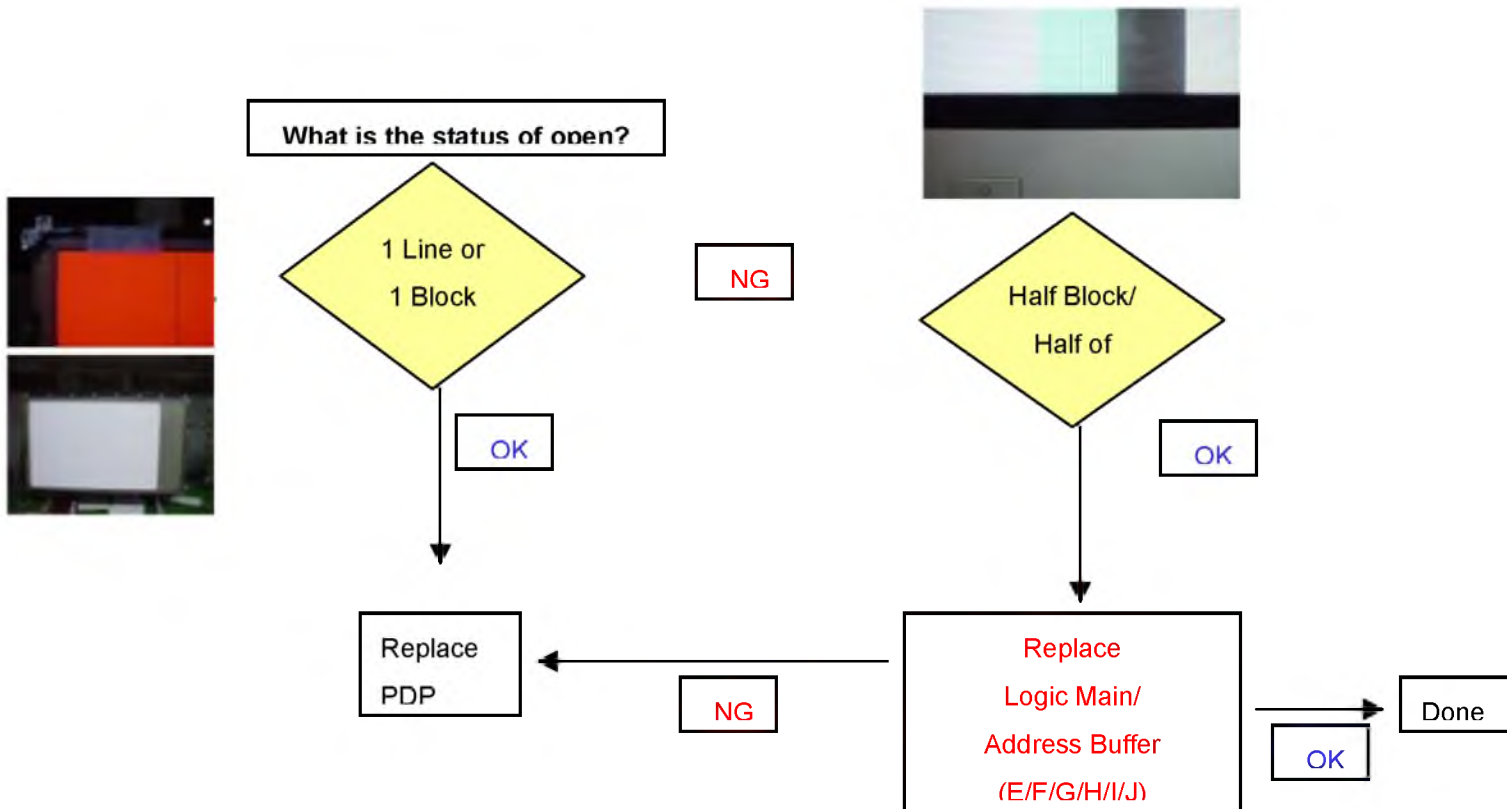 What is the status of open?
1 Line or
1 Block
NG
Half Block/
Half of
OK
OK
Replace
PDP
NG
Replace
Logic Main/
Address Buffer
(E/F/G/H/I/J)
OK
Done